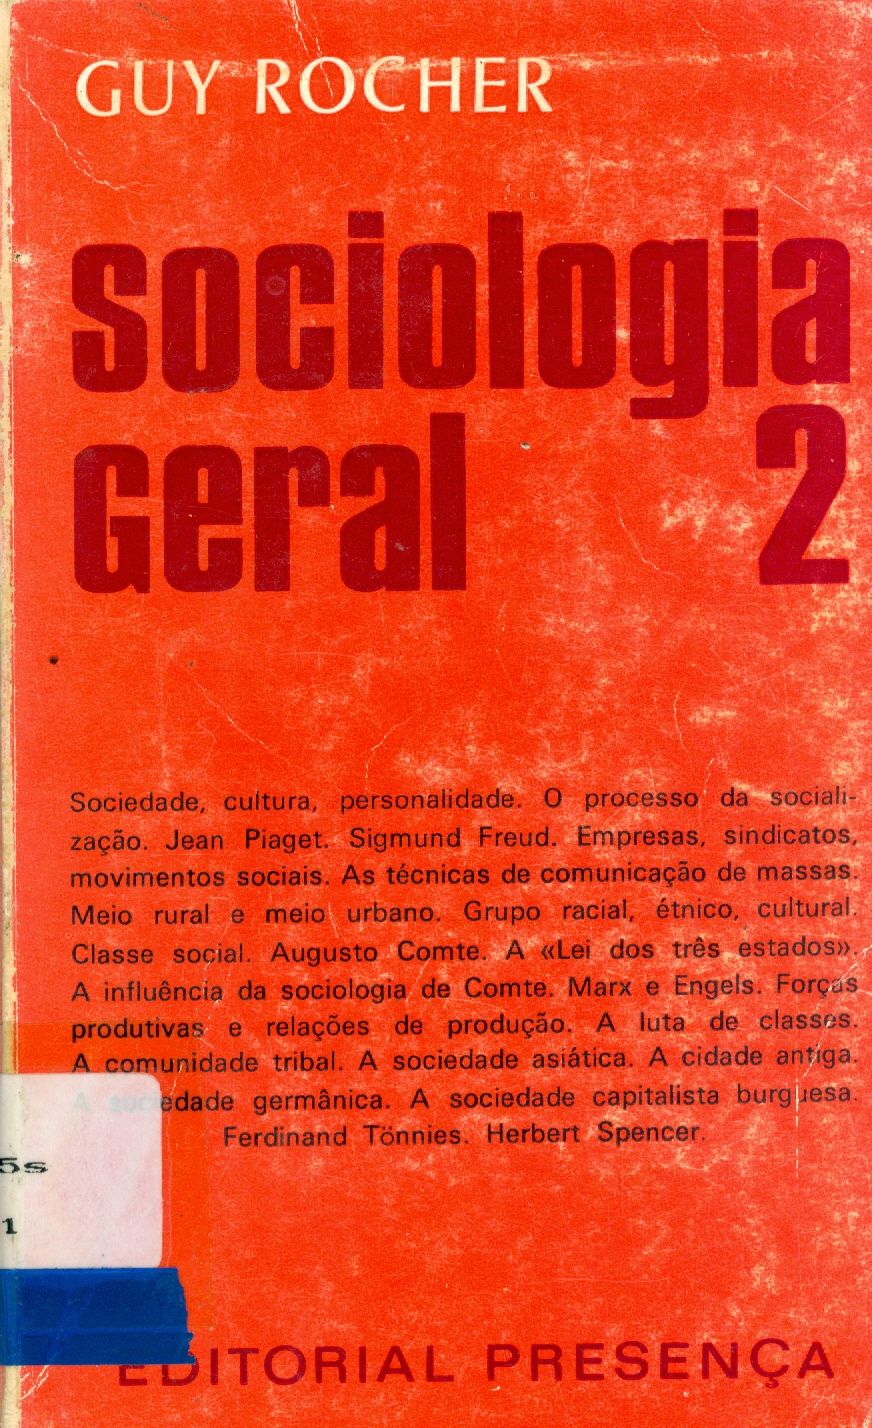 GUY ROCHER
Sociologia
Geral 2
Sociedade, cultura, personalidade. O processo da sociali-
zação. Jean Piaget. Sigmund Freud. Empresas, sindicatos,
movimentos sociais. As técnicas de comunicação de massas.
Meio rural e meio urbano. Grupo racial, étnico, cultural.
Classe social. Augusto Comte. A «Lei dos três estados».
A influência da sociologia de Comte. Marx e Engels. Forças
produtivas e relações de produção. A luta de classes.
A comunidade tribal. A sociedade asiática. A cidade antiga.
A sociedade germânica. A sociedade capitalista burguesa.
Ferdinand Tönnies. Herbert Spencer.
5s
1
EDITORIAL PRESENÇA